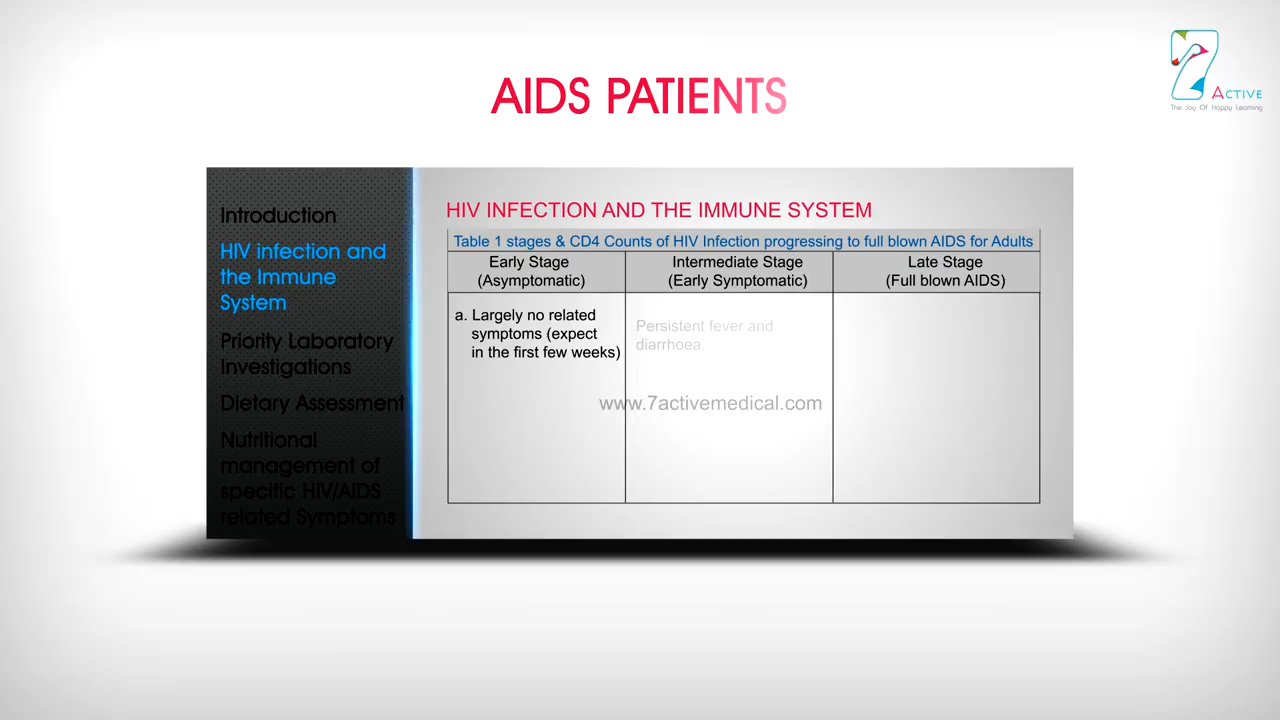 AIDS PATIENTS
7
ACTIVE
The Joy Of Happy Learning
Introduction
HIV infection and
the Immune
System
Priority Laboratory
Investigations
Dietary Assessment
Nutritional
management of
specific HIV/AIDS
related Symptoms
HIV INFECTION AND THE IMMUNE SYSTEM
Table 1 stages & CD4 Counts of HIV Infection progressing to full blown AIDS for Adults
Early Stage
(Asymptomatic)
Intermediate Stage
(Early Symptomatic)
Late Stage
(Full blown AIDS)
a. Largely no related
symptoms (expect
in the first few weeks)
Persistent fever and
diarrhoea.
www.7activemedical.com